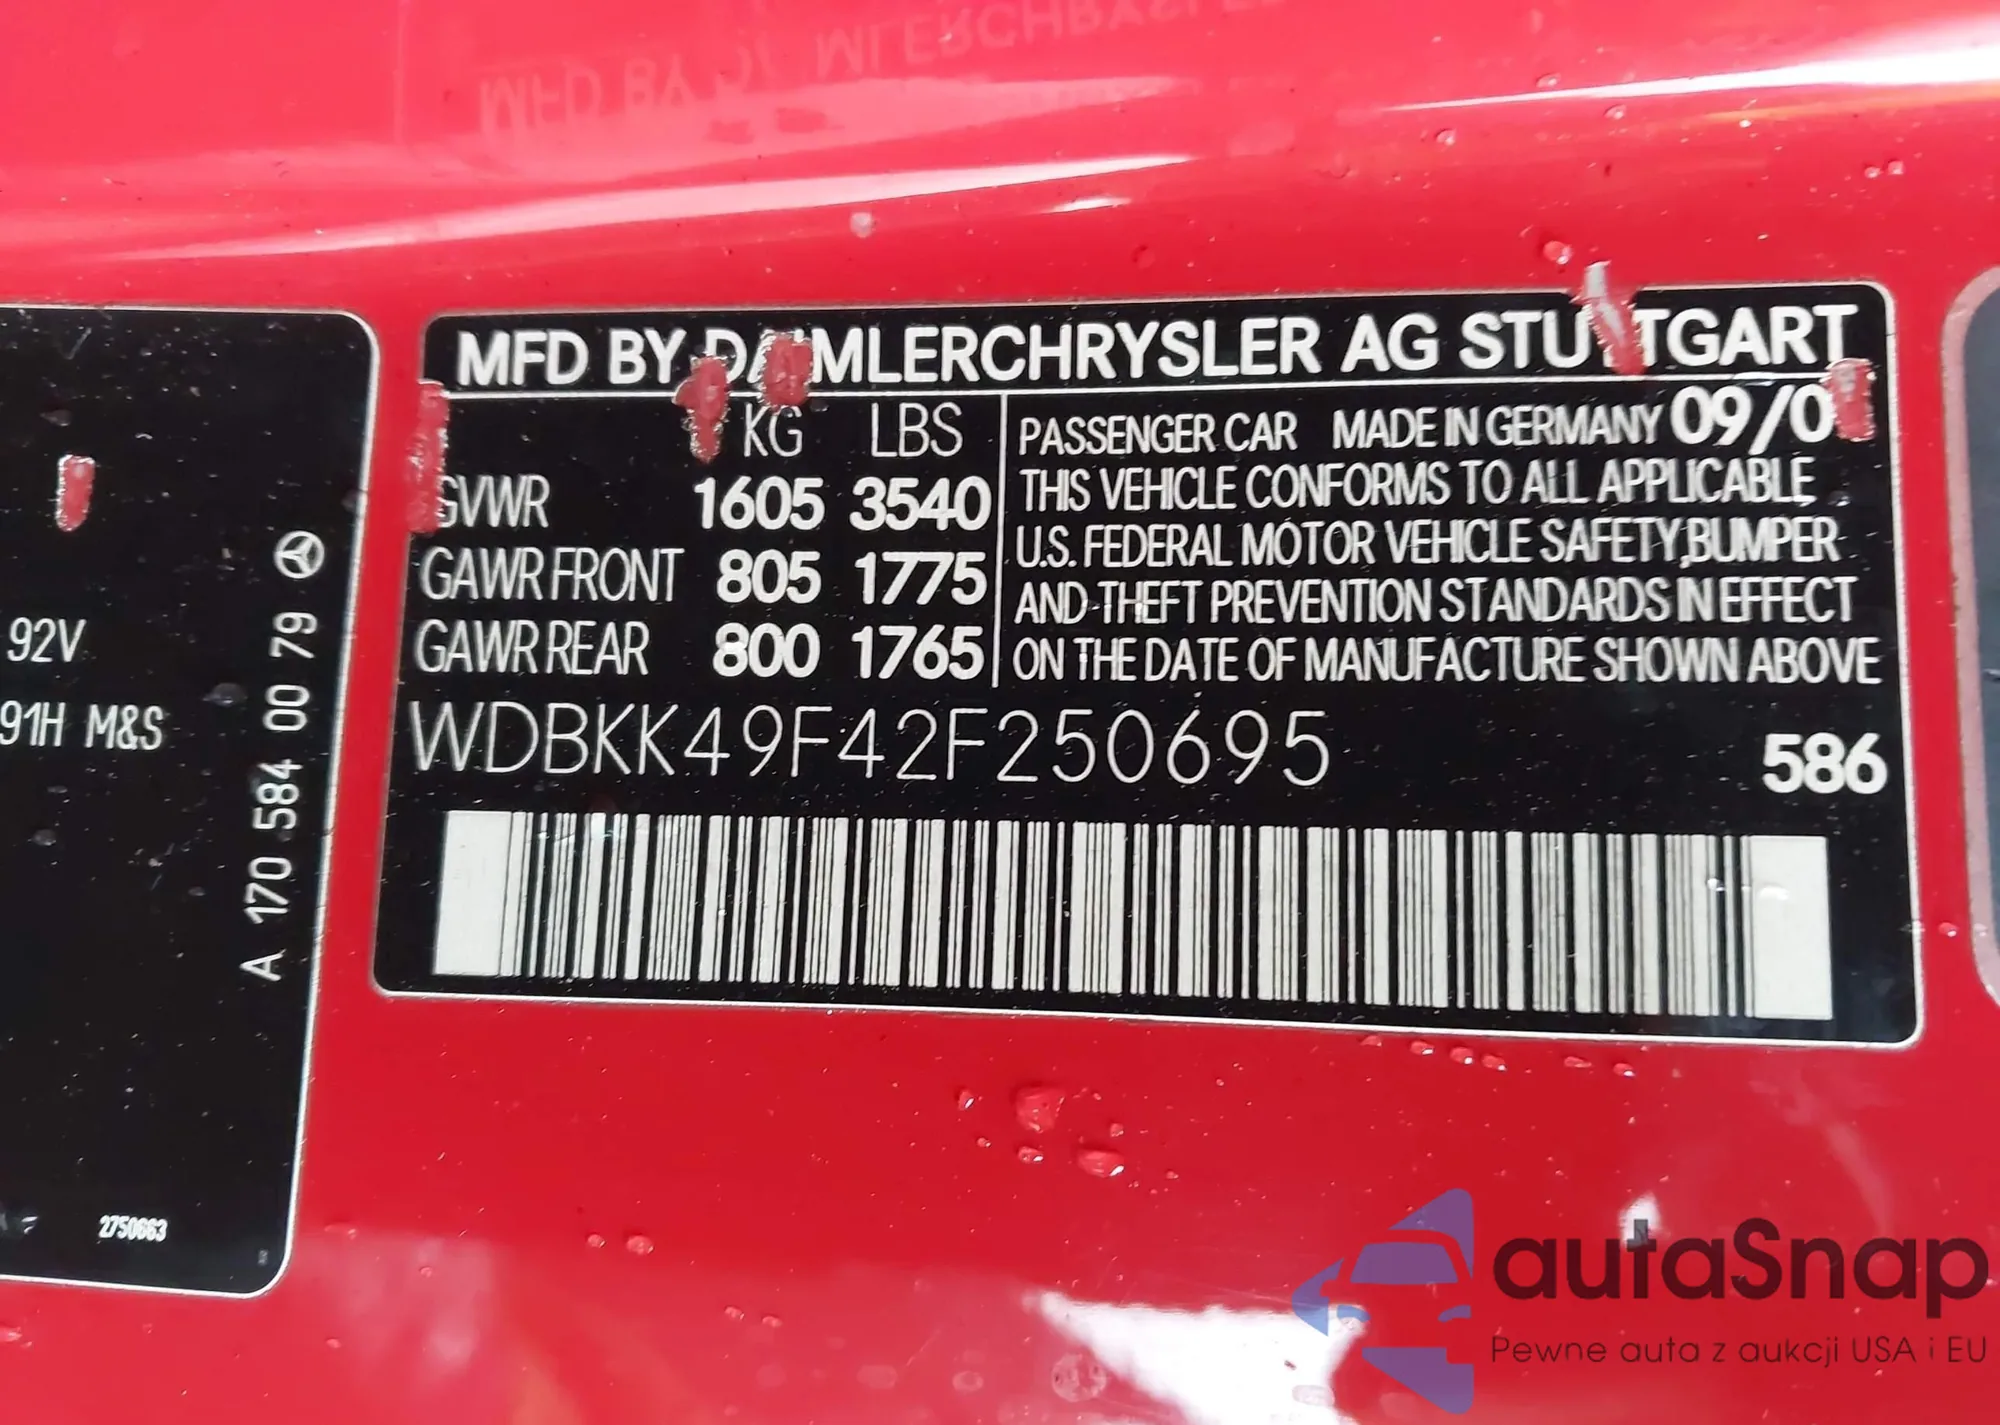 MFD BY DAIMLERCHRYSLER AG STUTTGART
KG LBS
GVWR 1605 3540
GAWR FRONT 805 1775
GAWR REAR 800 1765
PASSENGER CAR MADE IN GERMANY 09/0
THIS VEHICLE CONFORMS TO ALL APPLICABLE
U.S. FEDERAL MOTOR VEHICLE SAFETY,BUMPER
AND THEFT PREVENTION STANDARDS IN EFFECT
ON THE DATE OF MANUFACTURE SHOWN ABOVE
WDBKK49F42F250695
586
92V
91H M&S
A 170 584 00 79
2750663
autaSnap
Pewne auta z aukcji USA i EU